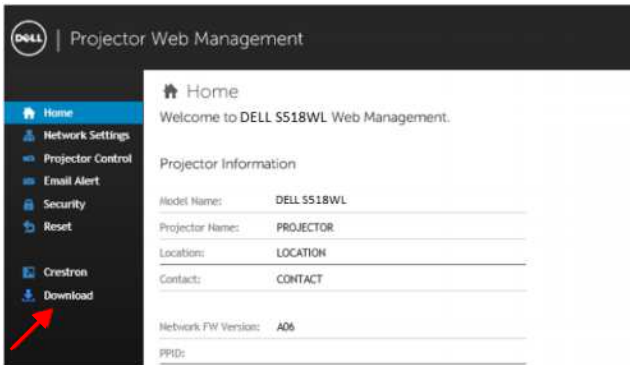 DELL | Projector Web Management
Home
Welcome to DELL S518WL Web Management.
Home
Network Settings
Projector Control
Email Alert
Security
Reset
Crestron
Download
Projector Information
Model Name: DELL S518WL
Projector Name: PROJECTOR
Location: LOCATION
Contact: CONTACT
Network FW Version: A06
PPID: